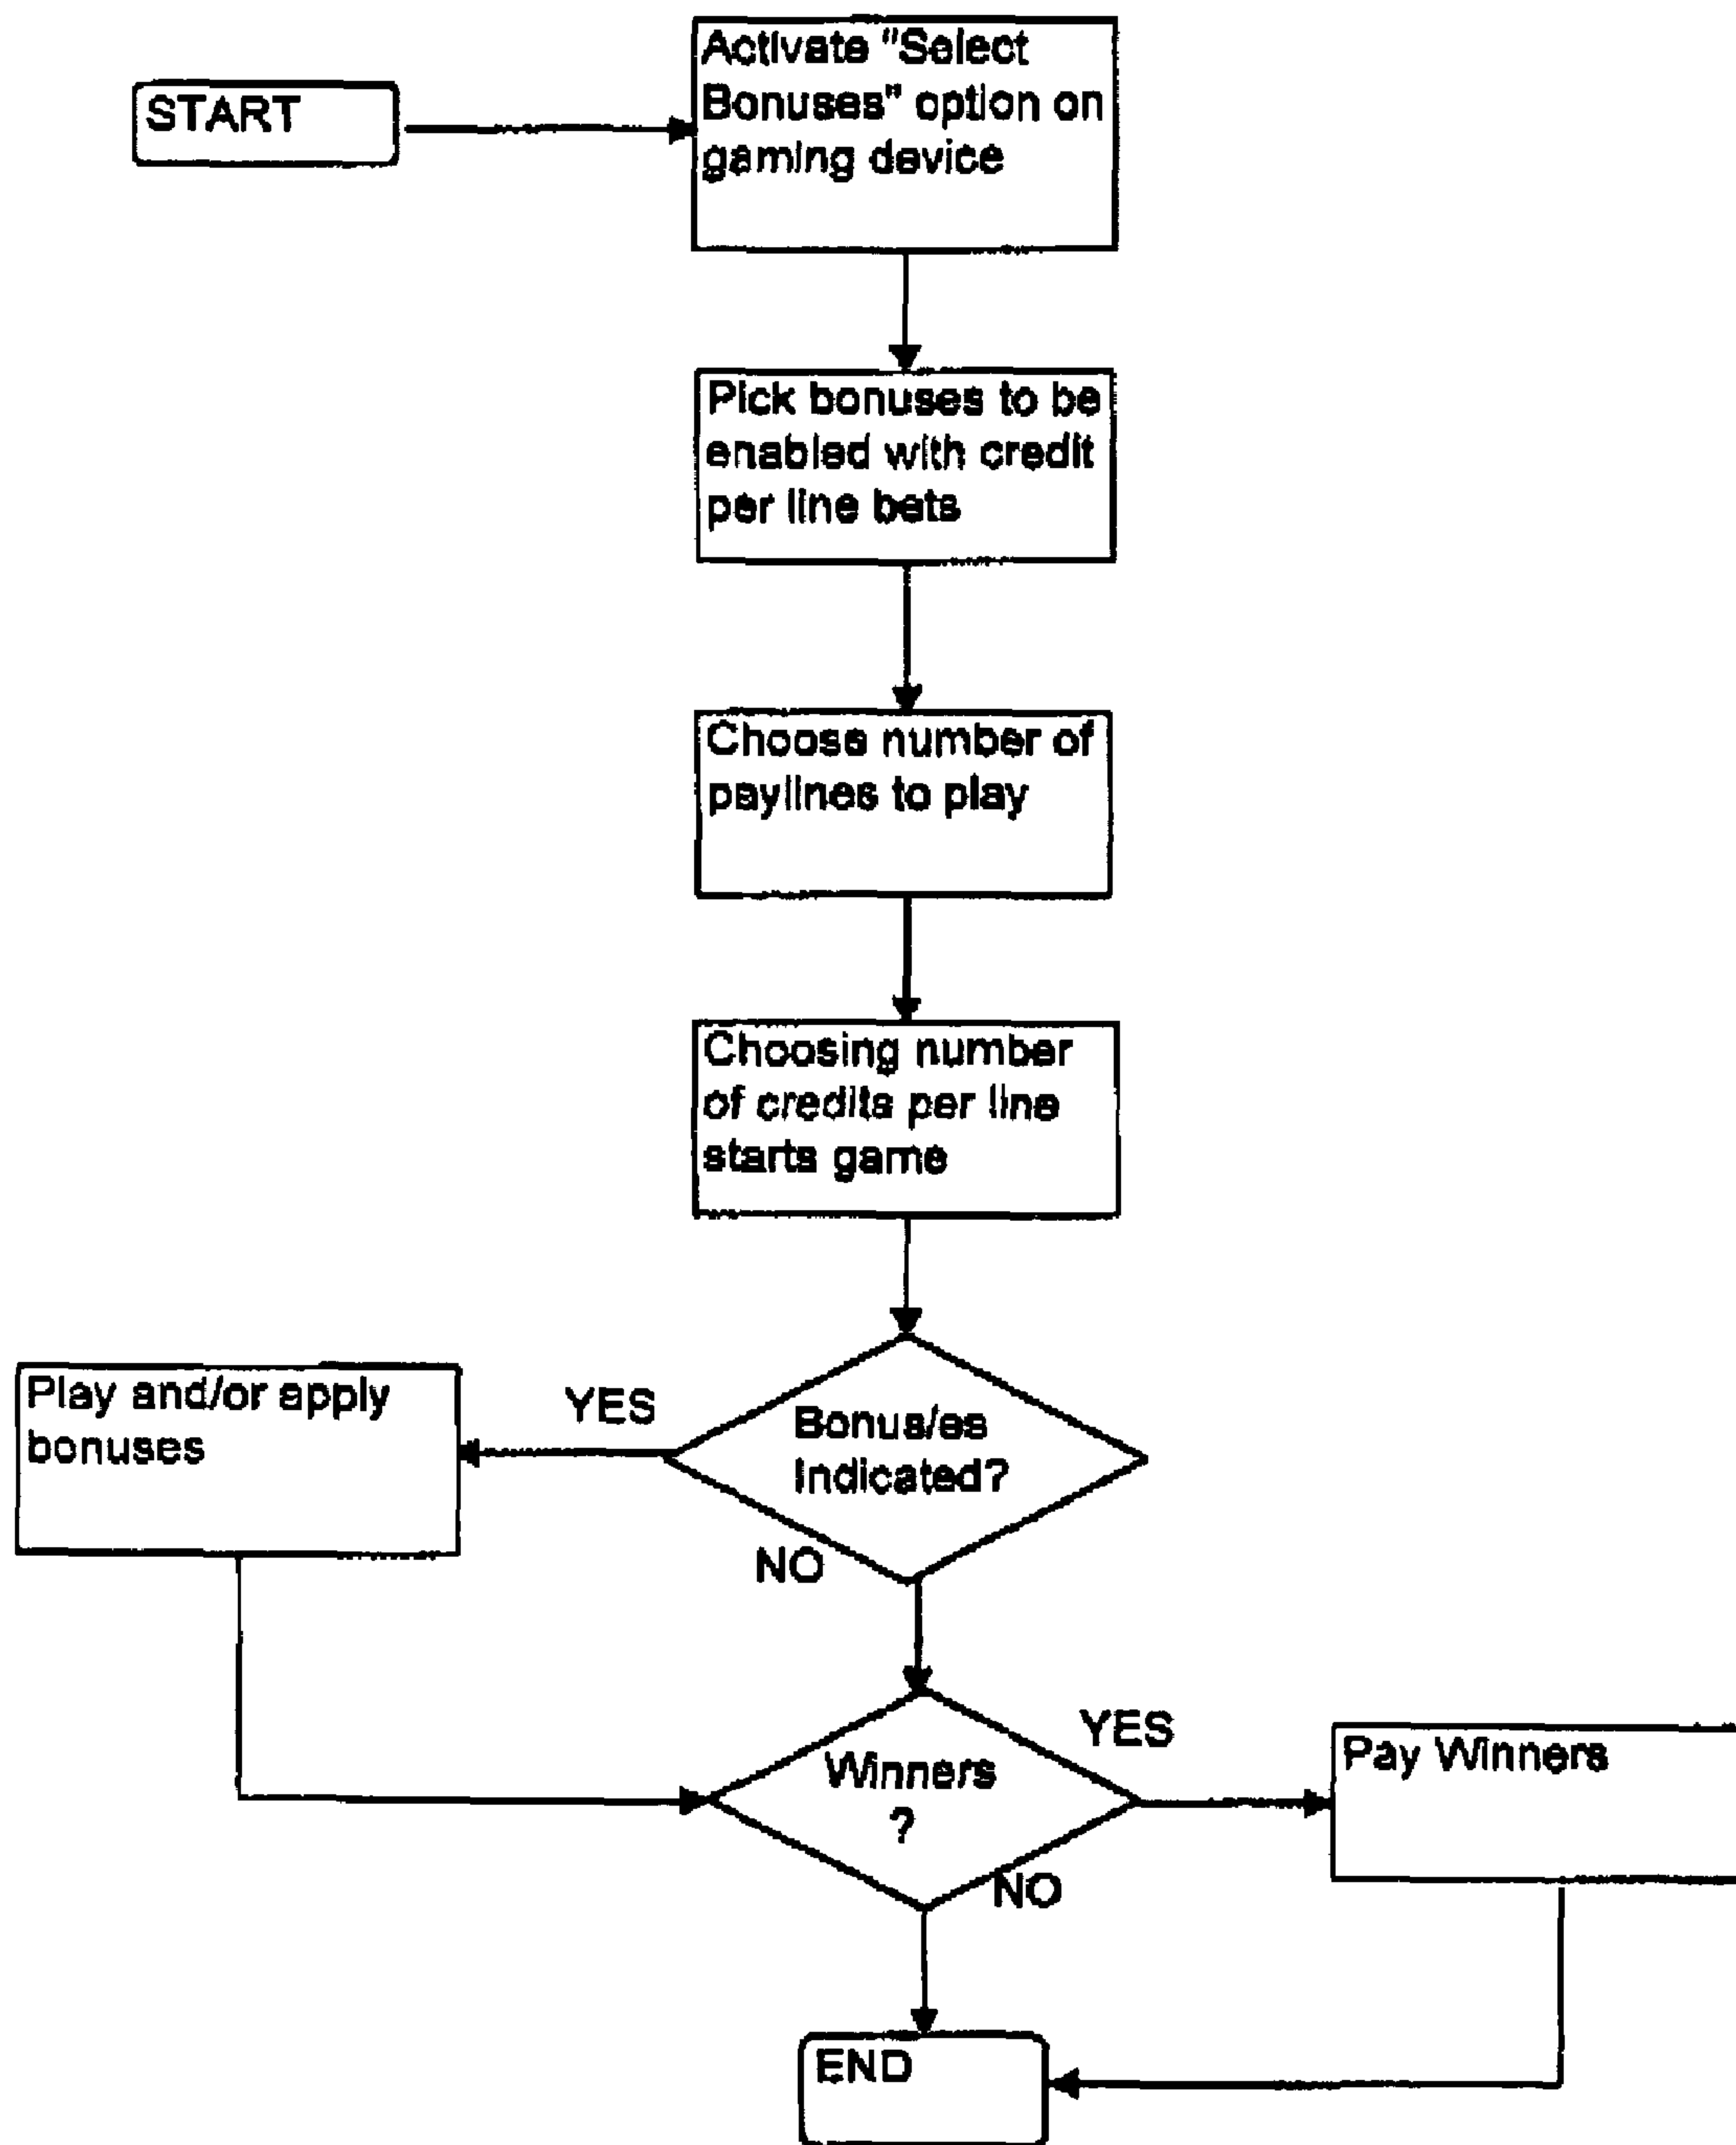 START
Activate "Select
Bonuses" option on
gaming device
Pick bonuses to be
enabled with credit
per line bets
Choose number of
paylines to play
Choosing number
of credits per line
starts game
Bonus/es
Indicated?
YES
NO
Play and/or apply
bonuses
Winners
?
YES
NO
Pay Winners
END